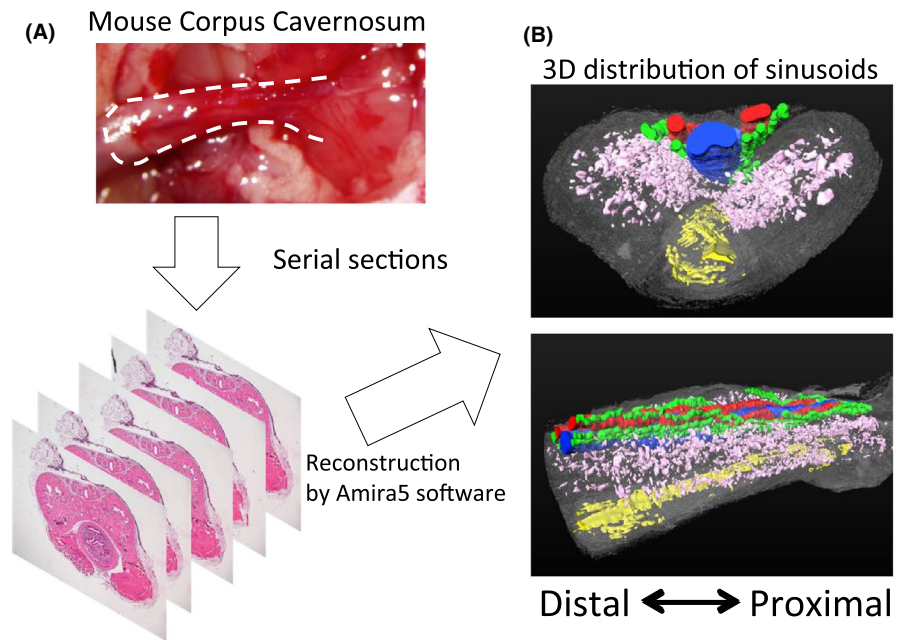 (A)
Mouse Corpus Cavernosum
Serial sections
Reconstruction
by Amira5 software
(B)
3D distribution of sinusoids
Distal
Proximal